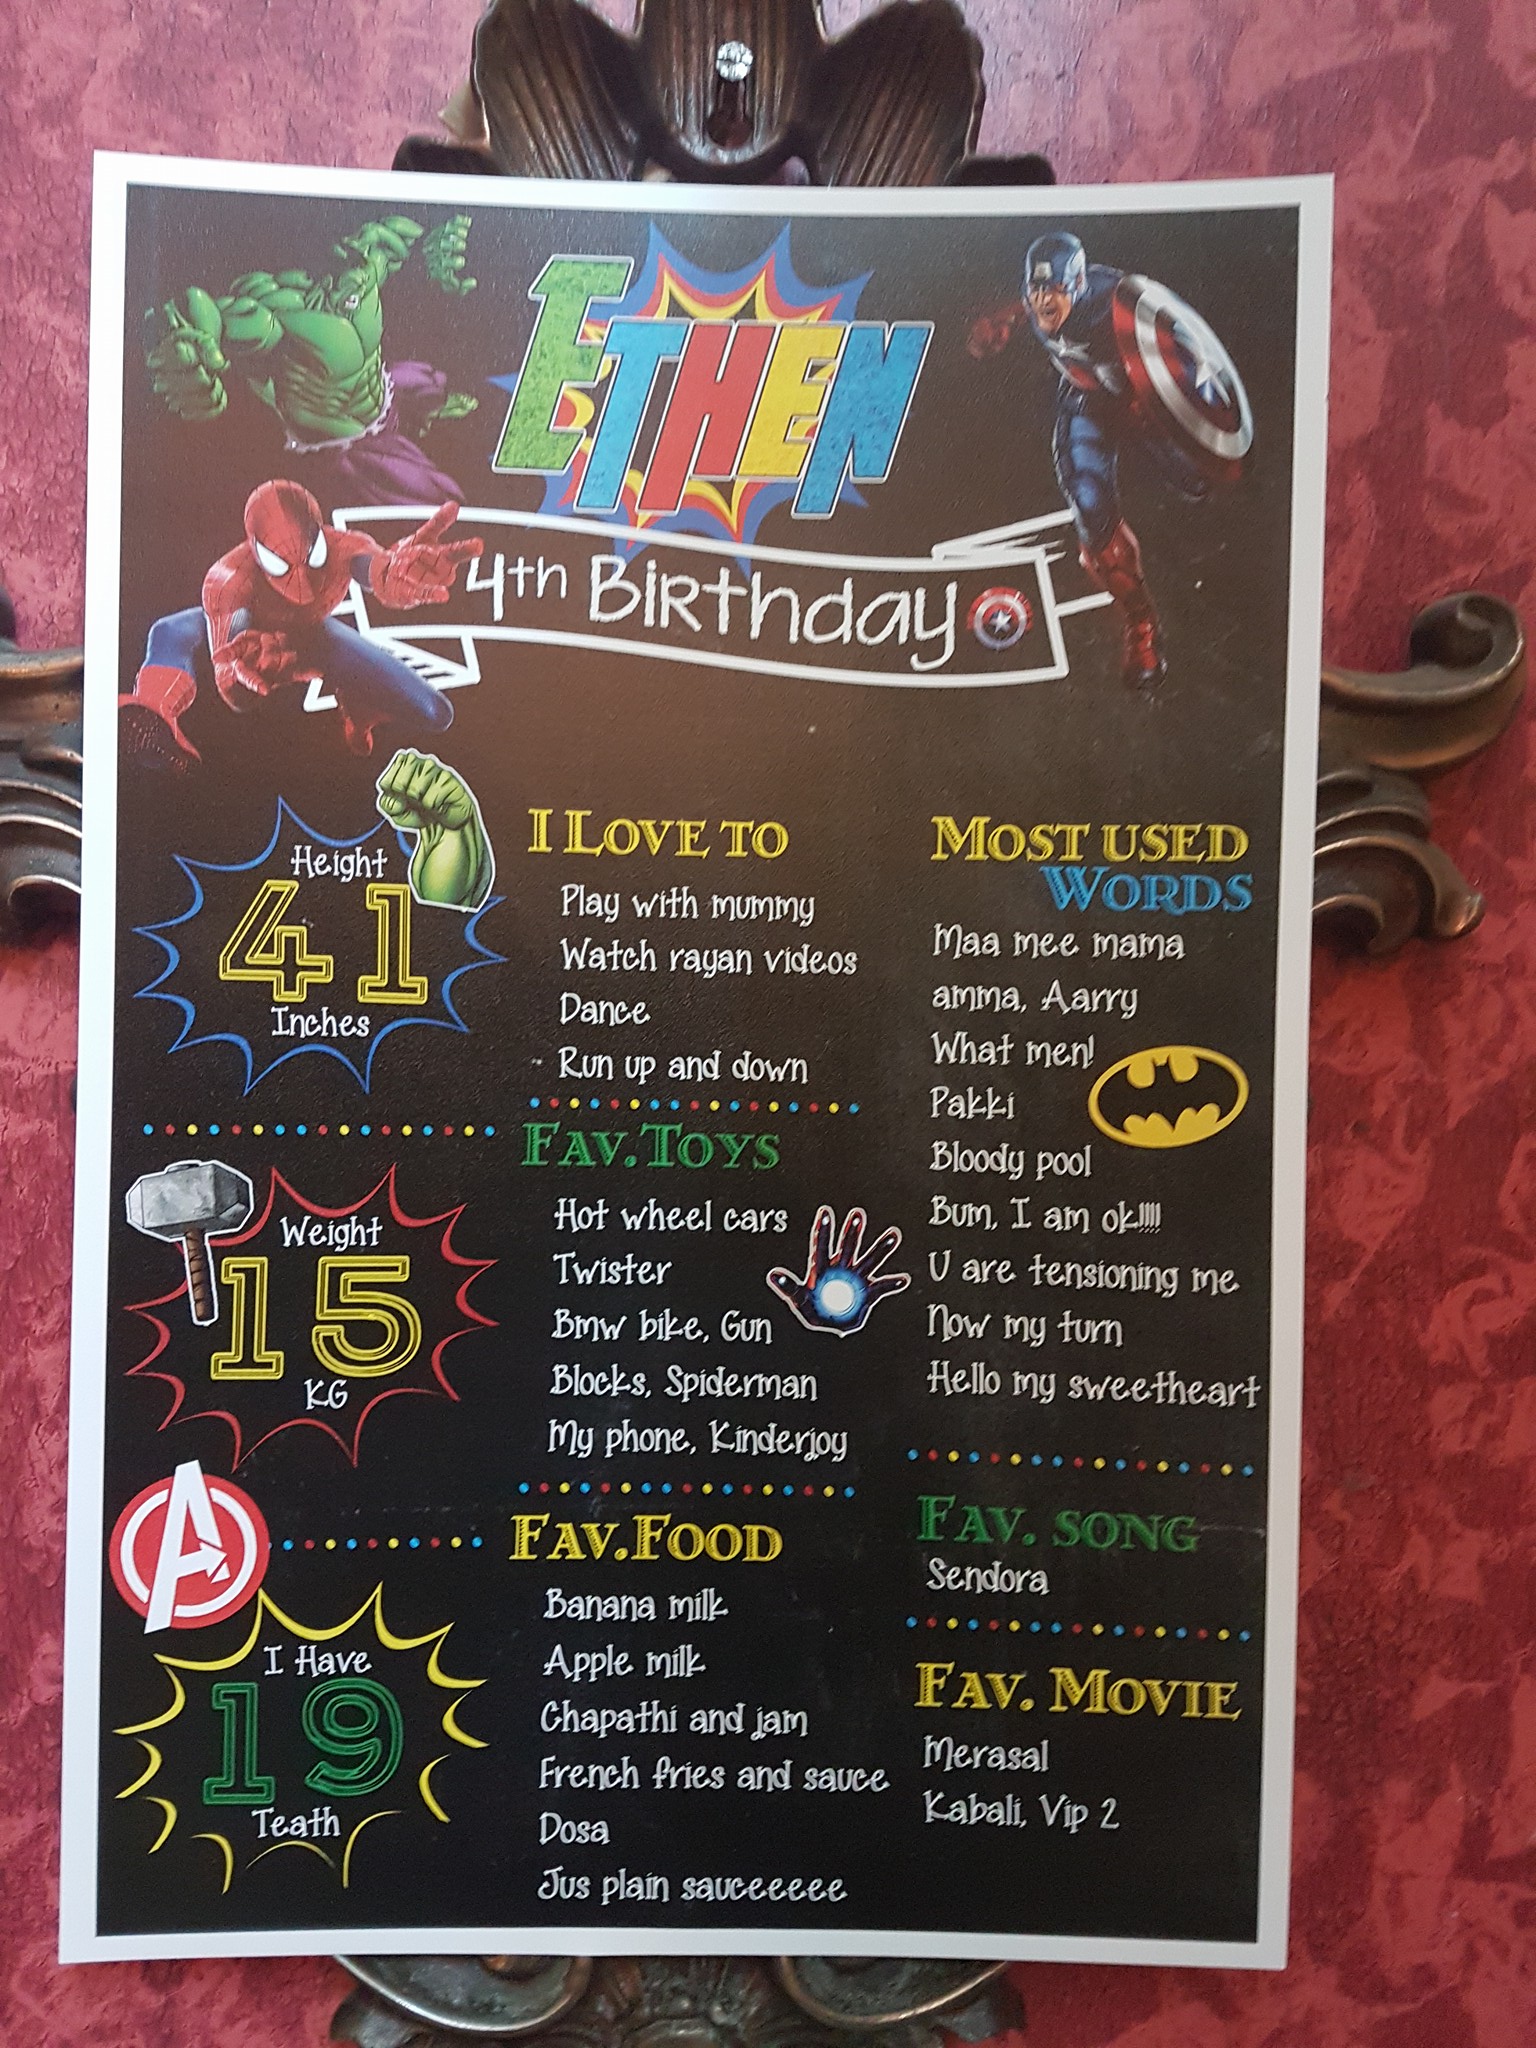 ETHEN
4th Birthday
Height
41
Inches
Weight
15
KG
I Have
19
Teath
I LOVE TO
Play with mummy
Watch rayan videos
Dance
Run up and down
FAV.TOYS
Hot wheel cars
Twister
Bmw bike, Gun
Blocks, Spiderman
My phone, Kinderjoy
FAV.FOOD
Banana milk
Apple milk
Chapathi and jam
French fries and sauce
Dosa
Jus plain sauceeeeee
MOST USED
WORDS
Maa mee mama
amma, Aarry
What men!
Pakki
Bloody pool
Bum, I am ok!!!!!
U are tensioning me
Now my turn
Hello my sweetheart
FAV. SONG
Sendora
FAV. MOVIE
Merasal
Kabali, Vip 2